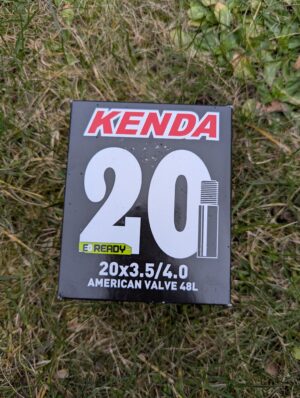 KENDA
20
E READY
20x3.5/4.0
AMERICAN VALVE 48L